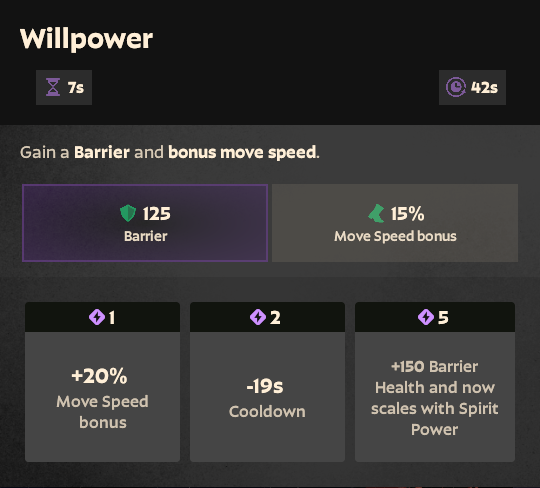 Willpower
7s
42s
Gain a Barrier and bonus move speed.
125
Barrier
15%
Move Speed bonus
1
+20%
Move Speed
bonus
2
-19s
Cooldown
5
+150 Barrier
Health and now
scales with Spirit
Power